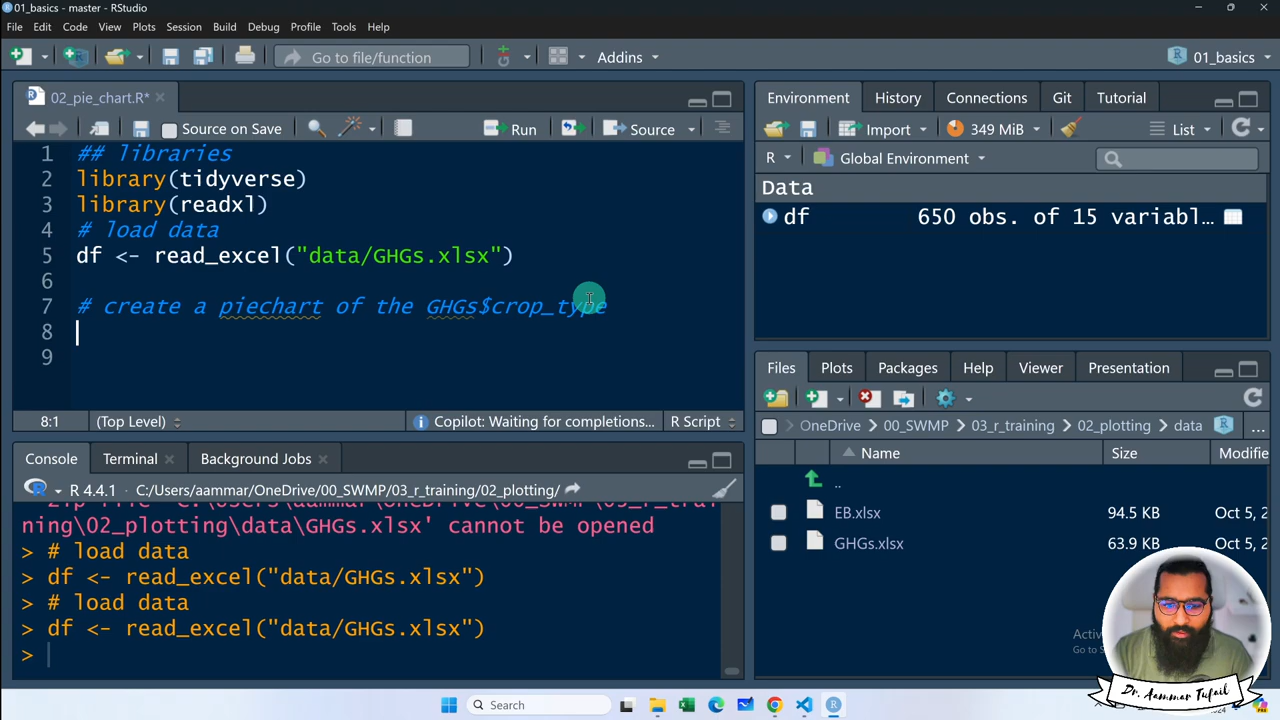 01_basics - master - RStudio
File Edit Code View Plots Session Build Debug Profile Tools Help
Go to file/function
Addins
01_basics
02_pie_chart.R*
Source on Save
Run
Source
1 ## libraries
2 library(tidyverse)
3 library(readxl)
4 # load data
5 df <- read_excel("data/GHGs.xlsx")
6
7 # create a piechart of the GHGs$crop_type
8
9
8:1 (Top Level) Copilot: Waiting for completions... R Script
Console Terminal Background Jobs
R 4.4.1 · C:/Users/aammar/OneDrive/00_SWMP/03_r_training/02_plotting/
ning\02_plotting\data\GHGs.xlsx' cannot be opened
> # load data
> df <- read_excel("data/GHGs.xlsx")
> # load data
> df <- read_excel("data/GHGs.xlsx")
>
Environment History Connections Git Tutorial
Import 349 MiB List
R Global Environment
Data
df 650 obs. of 15 variabl...
Files Plots Packages Help Viewer Presentation
OneDrive 00_SWMP 03_r_training 02_plotting data ...
Name Size Modifie
..
EB.xlsx 94.5 KB Oct 5, 2
GHGs.xlsx 63.9 KB Oct 5, 2
Dr. Aammar Tufail
Search